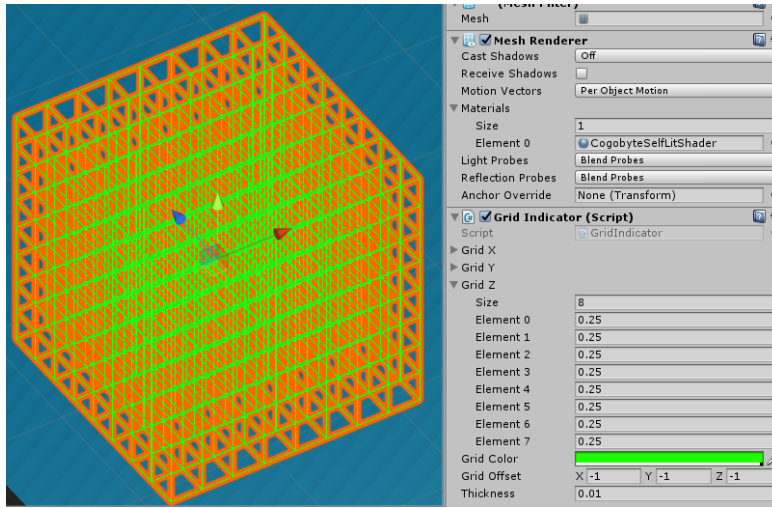 (Mesh Filter)
Mesh
Mesh Renderer
Cast Shadows Off
Receive Shadows
Motion Vectors Per Object Motion
Materials
Size 1
Element 0 CogobyteSelfLitShader
Light Probes Blend Probes
Reflection Probes Blend Probes
Anchor Override None (Transform)
Grid Indicator (Script)
Script GridIndicator
Grid X
Grid Y
Grid Z
Size 8
Element 0 0.25
Element 1 0.25
Element 2 0.25
Element 3 0.25
Element 4 0.25
Element 5 0.25
Element 6 0.25
Element 7 0.25
Grid Color
Grid Offset X -1 Y -1 Z -1
Thickness 0.01